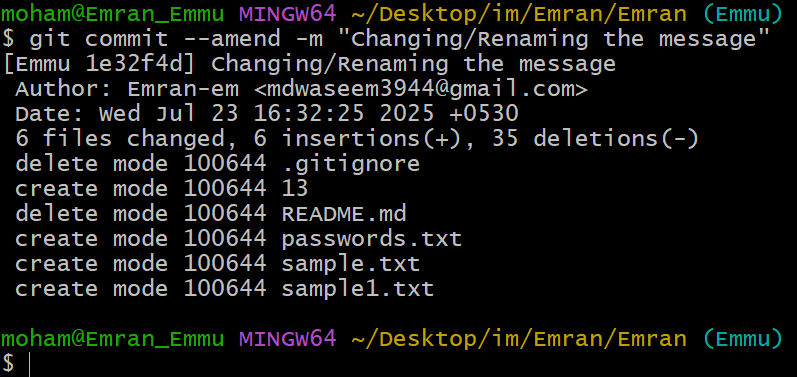 moham@Emran_Emmu MINGW64 ~/Desktop/im/Emran/Emran (Emmu)
$ git commit --amend -m "Changing/Renaming the message"
[Emmu 1e32f4d] Changing/Renaming the message
 Author: Emran-em <mdwaseem3944@gmail.com>
 Date: Wed Jul 23 16:32:25 2025 +0530
 6 files changed, 6 insertions(+), 35 deletions(-)
 delete mode 100644 .gitignore
 create mode 100644 13
 delete mode 100644 README.md
 create mode 100644 passwords.txt
 create mode 100644 sample.txt
 create mode 100644 sample1.txt
moham@Emran_Emmu MINGW64 ~/Desktop/im/Emran/Emran (Emmu)
$